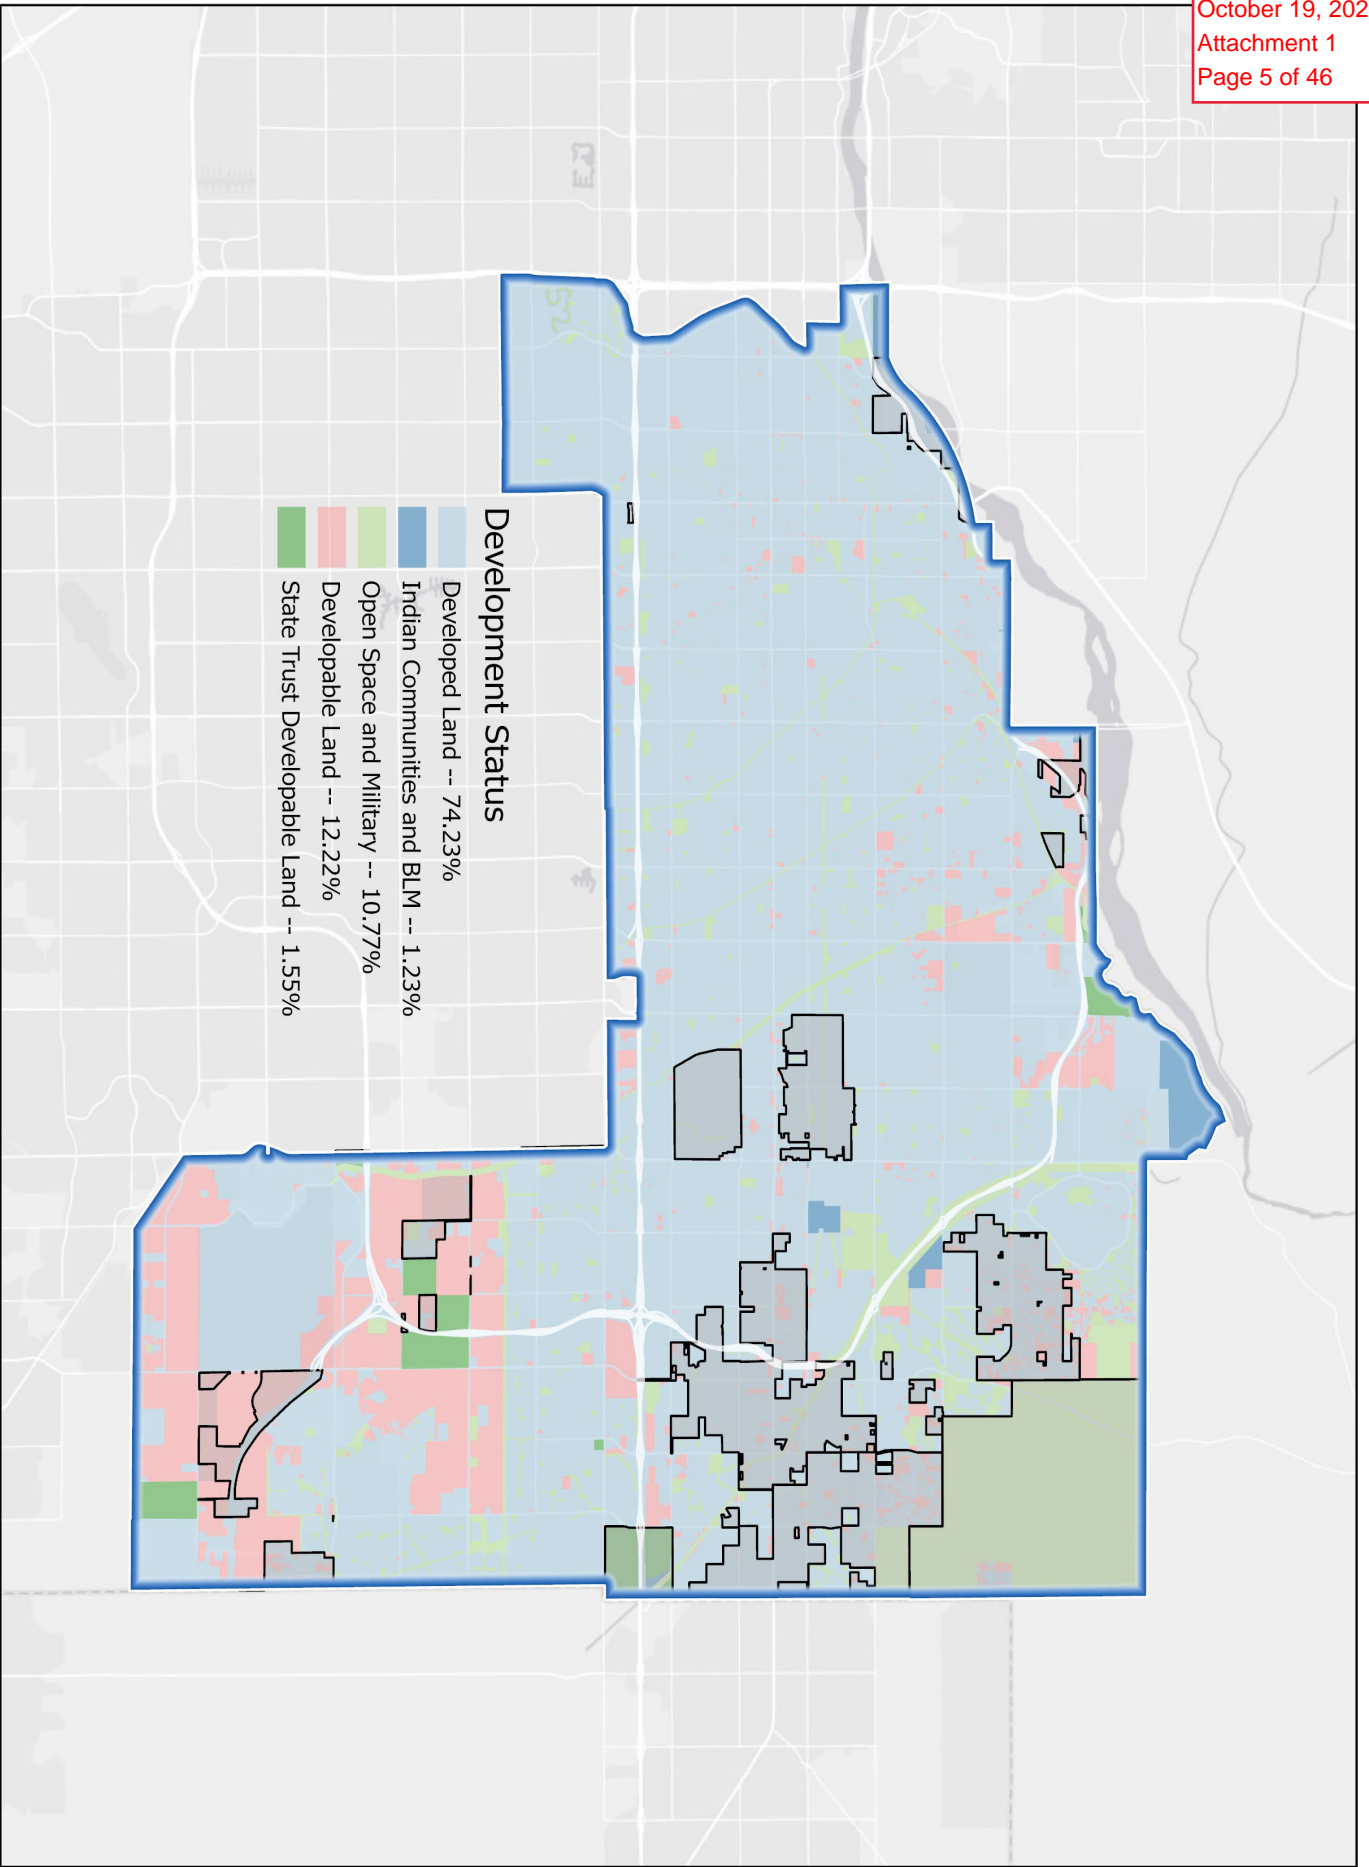 October 19, 202
Attachment 1
Page 5 of 46
Development Status
Developed Land -- 74.23%
Indian Communities and BLM -- 1.23%
Open Space and Military -- 10.77%
Developable Land -- 12.22%
State Trust Developable Land -- 1.55%